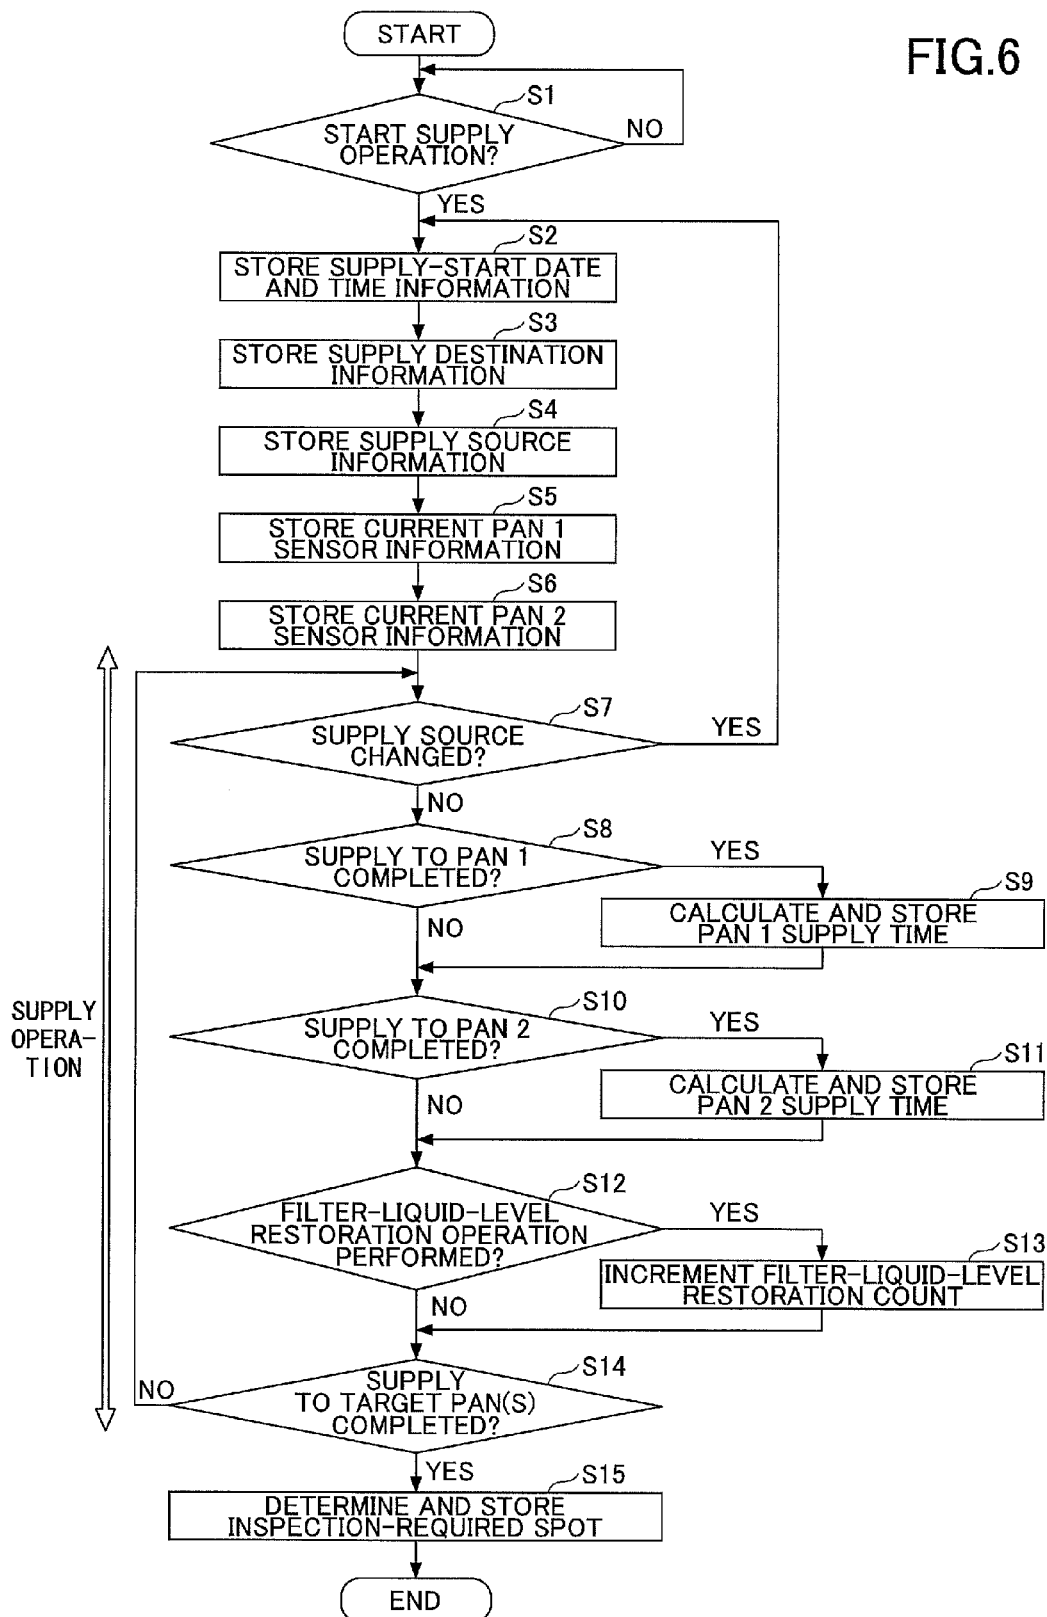 START
FIG.6
S1
START SUPPLY
OPERATION?
NO
YES
S2
STORE SUPPLY-START DATE
AND TIME INFORMATION
S3
STORE SUPPLY DESTINATION
INFORMATION
S4
STORE SUPPLY SOURCE
INFORMATION
S5
STORE CURRENT PAN 1
SENSOR INFORMATION
S6
STORE CURRENT PAN 2
SENSOR INFORMATION
S7
SUPPLY SOURCE
CHANGED?
YES
NO
S8
SUPPLY TO PAN 1
COMPLETED?
YES
S9
CALCULATE AND STORE
PAN 1 SUPPLY TIME
NO
S10
SUPPLY TO PAN 2
COMPLETED?
YES
S11
CALCULATE AND STORE
PAN 2 SUPPLY TIME
NO
SUPPLY
OPERA-
TION
S12
FILTER-LIQUID-LEVEL
RESTORATION OPERATION
PERFORMED?
YES
S13
INCREMENT FILTER-LIQUID-LEVEL
RESTORATION COUNT
NO
S14
SUPPLY
TO TARGET PAN(S)
COMPLETED?
NO
YES
S15
DETERMINE AND STORE
INSPECTION-REQUIRED SPOT
END